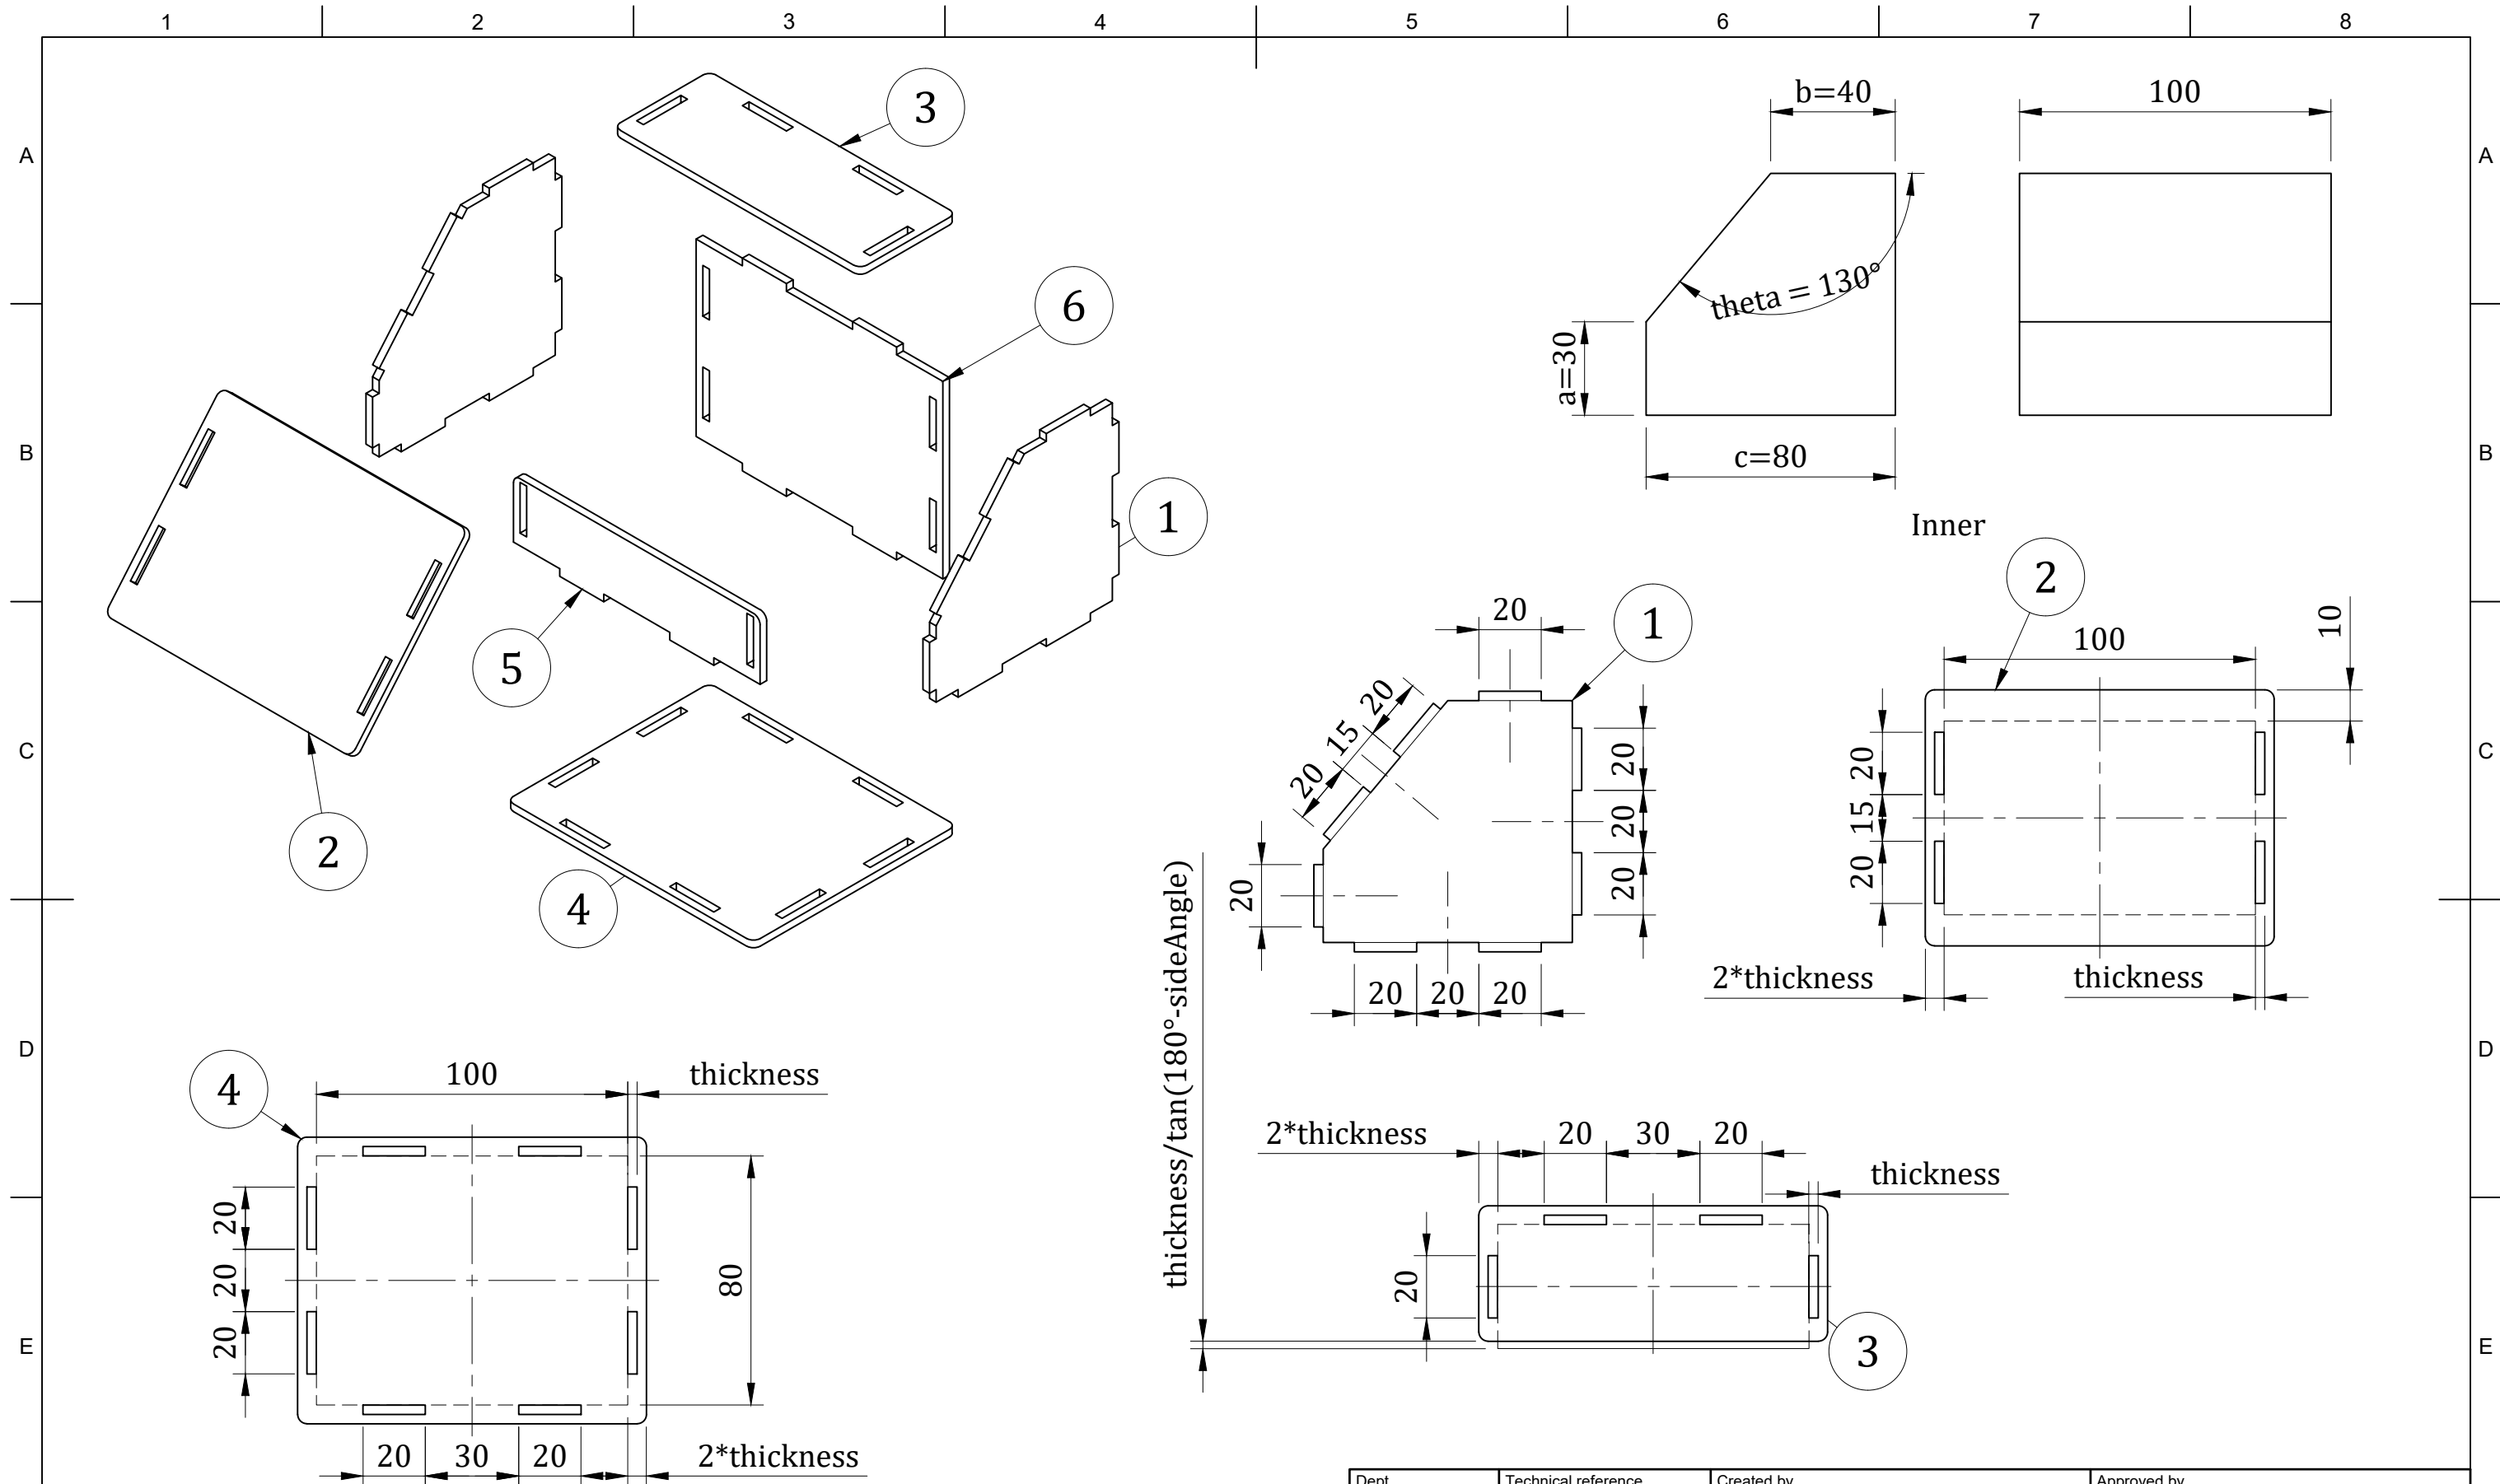 1 2 3 4 5 6 7 8
A A
B B
C C
D D
E E
3
6
1
5
2
4
b=40 100
theta = 130°
a=30
c=80
Inner
2
1
20
20
15
20
20
20
20
20
20 20 20
100
10
20
15
20
2*thickness thickness
4
100 thickness
20
20
20
80
20 30 20 2*thickness
thickness/tan(180°-sideAngle)
2*thickness 20 30 20
thickness
20
3
Dept. Technical reference Created by Approved by